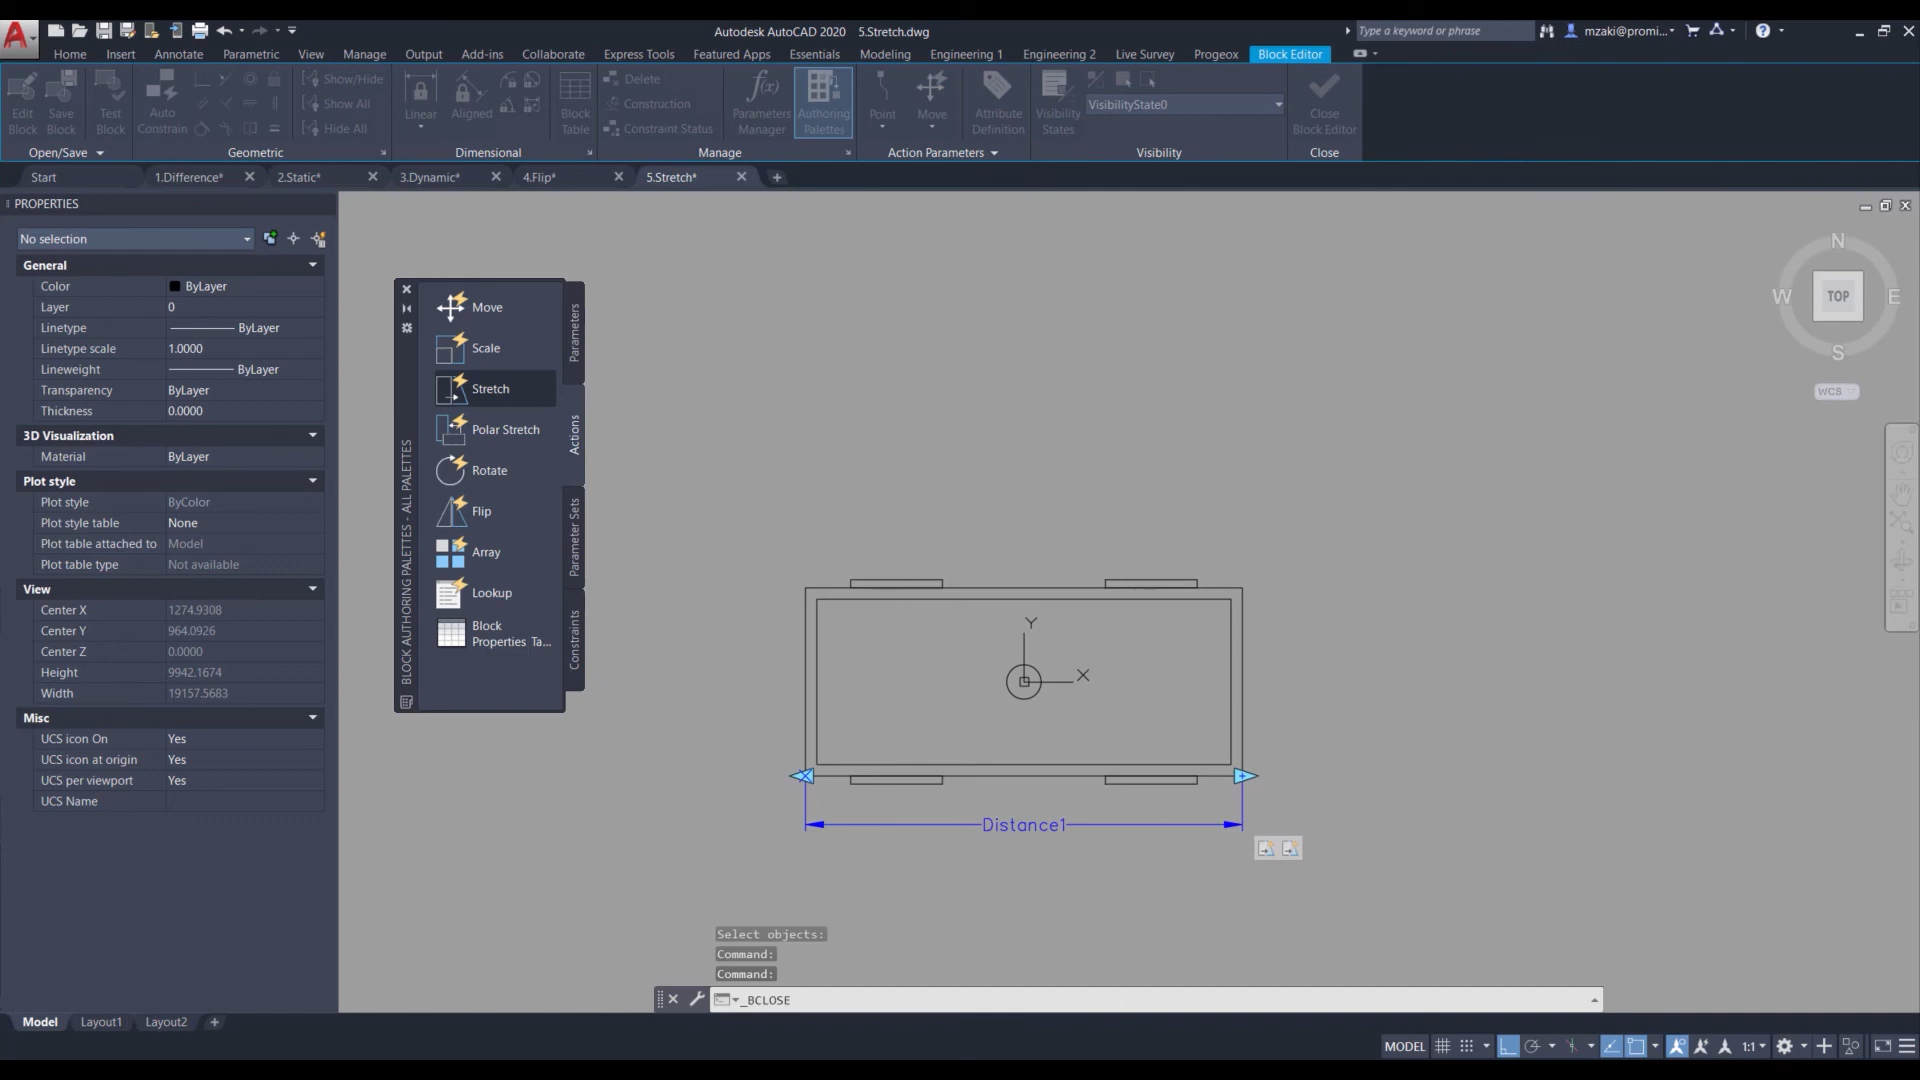 Autodesk AutoCAD 2020 5.Stretch.dwg
Type a keyword or phrase
mzaki@promi...
Home Insert Annotate Parametric View Manage Output Add-ins Collaborate Express Tools Featured Apps Essentials Modeling Engineering 1 Engineering 2 Live Survey Progeox Block Editor
Edit Block
Save Block
Test Block
Auto Constrain
Show/Hide
Show All
Hide All
Linear
Aligned
Block Table
Delete
Construction
Constraint Status
Parameters Manager
Authoring Palettes
Point
Move
Attribute Definition
Visibility States
VisibilityState0
Close Block Editor
Open/Save Geometric Dimensional Manage Action Parameters Visibility Close
Start 1.Difference* 2.Static* 3.Dynamic* 4.Flip* 5.Stretch*
PROPERTIES
No selection
General
Color ByLayer
Layer 0
Linetype ByLayer
Linetype scale 1.0000
Lineweight ByLayer
Transparency ByLayer
Thickness 0.0000
3D Visualization
Material ByLayer
Plot style
Plot style ByColor
Plot style table None
Plot table attached to Model
Plot table type Not available
View
Center X 1274.9308
Center Y 964.0926
Center Z 0.0000
Height 9942.1674
Width 19157.5683
Misc
UCS icon On Yes
UCS icon at origin Yes
UCS per viewport Yes
UCS Name
BLOCK AUTHORING PALETTES - ALL PALETTES
Move
Scale
Stretch
Polar Stretch
Rotate
Flip
Array
Lookup
Block
Properties Ta...
Parameters
Actions
Parameter Sets
Constraints
N
W TOP E
S
WCS
Y
X
Distance1
Select objects:
Command:
Command:
_BCLOSE
Model Layout1 Layout2
MODEL 1:1